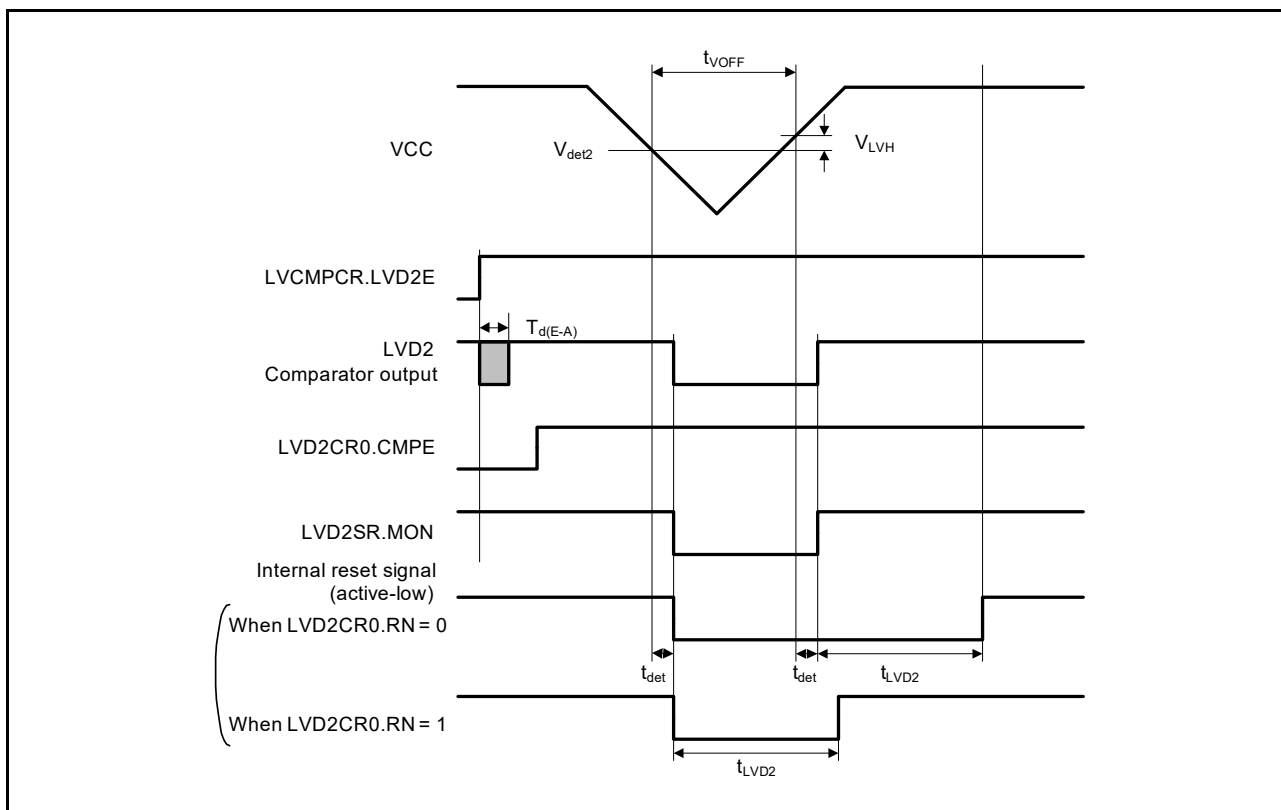 tVOFF
VCC
Vdet2
VLVH
LVCMPCR.LVD2E
Td(E-A)
LVD2
Comparator output
LVD2CR0.CMPE
LVD2SR.MON
Internal reset signal
(active-low)
When LVD2CR0.RN = 0
tdet
tdet
tLVD2
When LVD2CR0.RN = 1
tLVD2